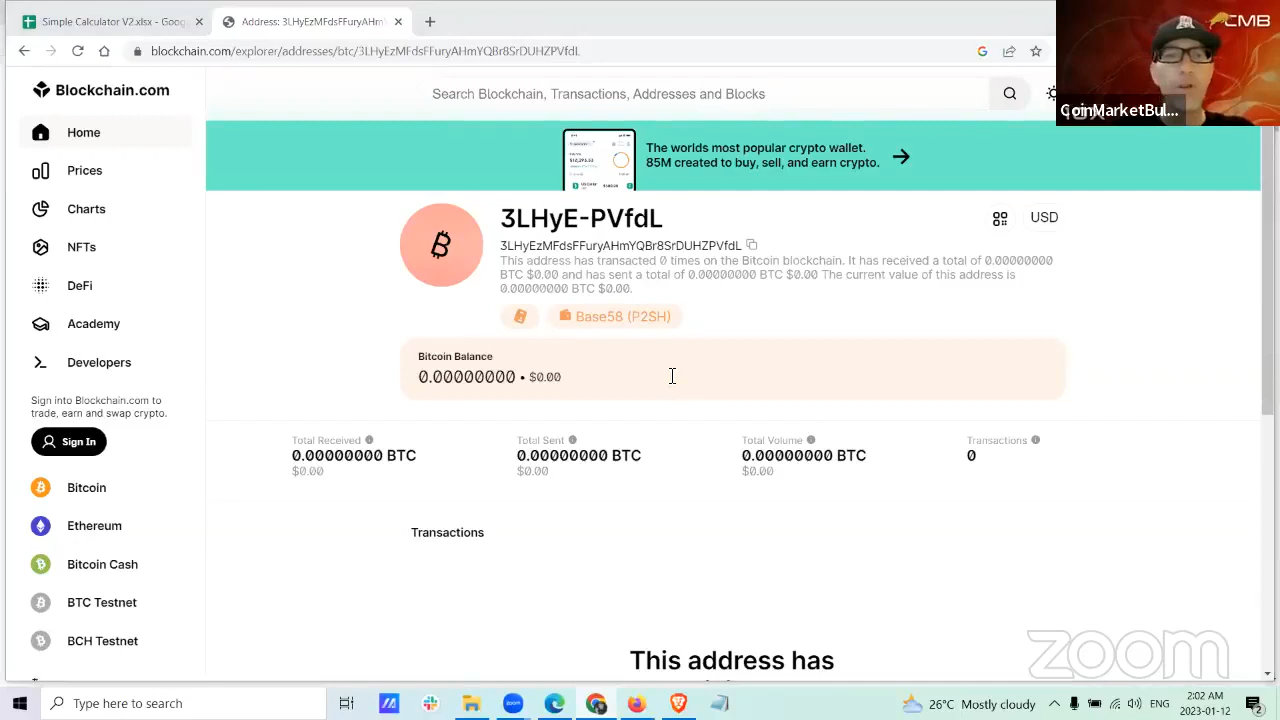 Simple Calculator V2.0 - Google S
Address: 3LHyEzMFdsFFuryAHm
blockchain.com/explorer/addresses/btc/3LHyEzMFdsFFuryAHmYQBr8SrDUHZPVfdL
CMB
CoinMarketBul...
Blockchain.com
Search Blockchain, Transactions, Addresses and Blocks
Home
Prices
Charts
NFTs
DeFi
Academy
Developers
Sign into Blockchain.com to
trade, earn and swap crypto.
Sign In
Bitcoin
Ethereum
Bitcoin Cash
BTC Testnet
BCH Testnet
The worlds most popular crypto wallet.
85M created to buy, sell, and earn crypto.
3LHyE-PVfdL
USD
3LHyEzMFdsFFuryAHmYQBr8SrDUHZPVfdL
This address has transacted 0 times on the Bitcoin blockchain. It has received a total of 0.00000000
BTC $0.00 and has sent a total of 0.00000000 BTC $0.00 The current value of this address is
0.00000000 BTC $0.00.
Base58 (P2SH)
Bitcoin Balance
0.00000000 • $0.00
Total Received
0.00000000 BTC
$0.00
Total Sent
0.00000000 BTC
$0.00
Total Volume
0.00000000 BTC
$0.00
Transactions
0
Transactions
This address has
zoom
Type here to search
26°C Mostly cloudy
ENG
2:02 AM
2023-01-12
2